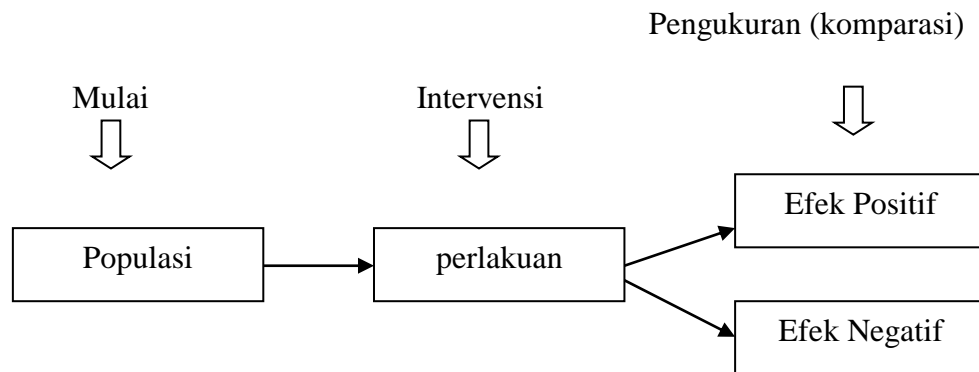 Pengukuran (komparasi)
Mulai
Intervensi
Populasi
perlakuan
Efek Positif
Efek Negatif